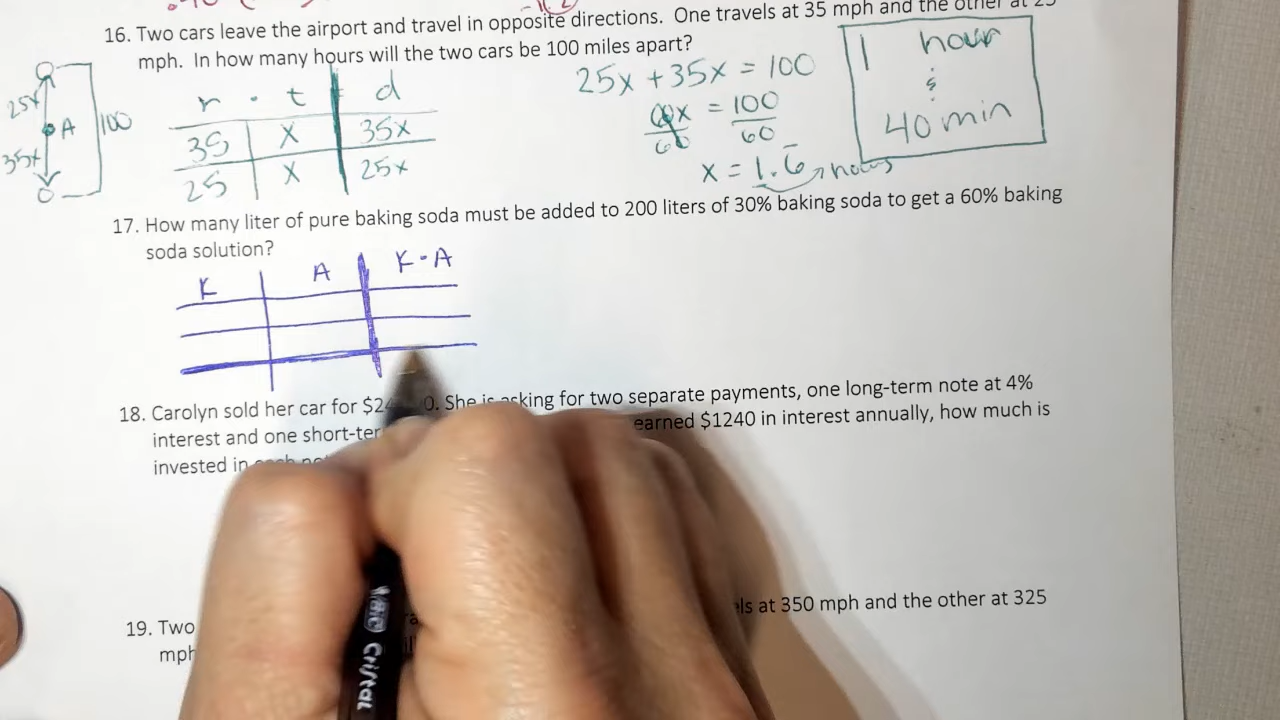 16. Two cars leave the airport and travel in opposite directions. One travels at 35 mph and the other at 25
mph. In how many hours will the two cars be 100 miles apart?
25x
A
100
35x
r · t d
35 x 35x
25 x 25x
25x + 35x = 100
60x = 100
60 60
x = 1.6̄ hours
1 hour
&
40 min
17. How many liter of pure baking soda must be added to 200 liters of 30% baking soda to get a 60% baking
soda solution?
K A K · A
18. Carolyn sold her car for $24 0. She is asking for two separate payments, one long-term note at 4%
interest and one short-ter earned $1240 in interest annually, how much is
invested in
19. Two at 350 mph and the other at 325
mph
BIC Cristal